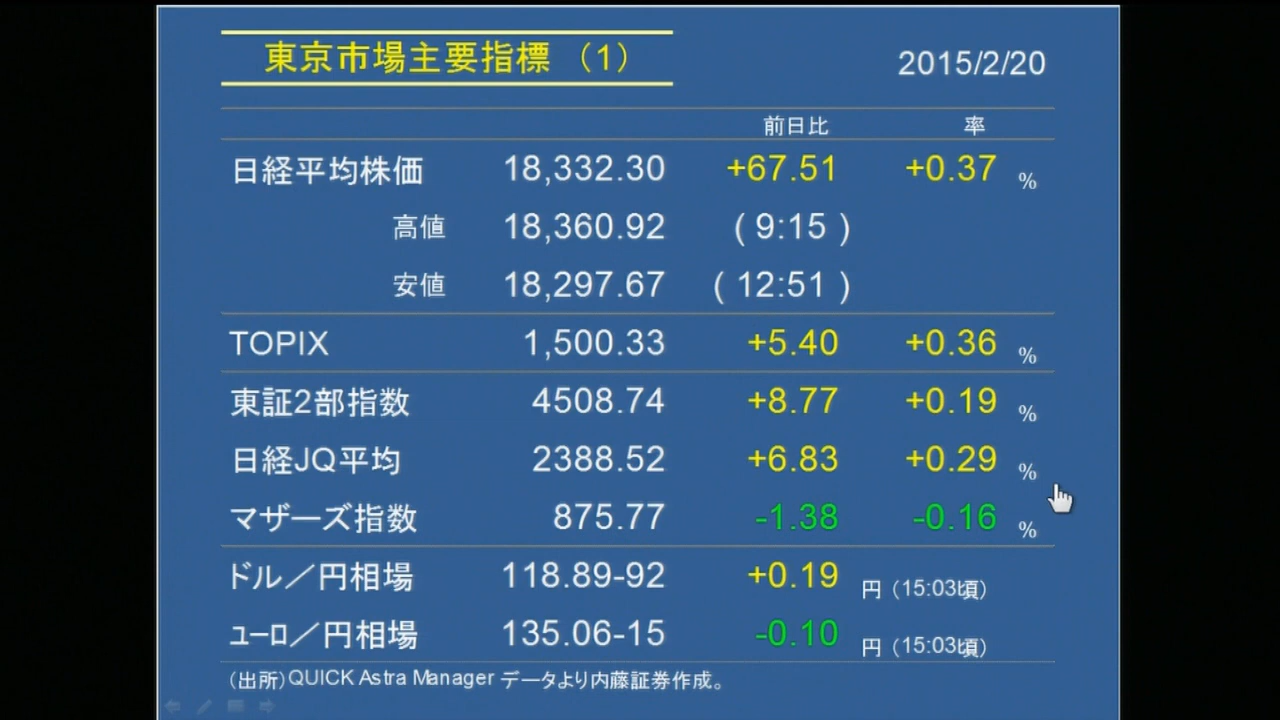 東京市場主要指標 （1） 2015/2/20
前日比 率
日経平均株価 18,332.30 +67.51 +0.37 %
高値 18,360.92 ( 9:15 )
安値 18,297.67 ( 12:51 )
TOPIX 1,500.33 +5.40 +0.36 %
東証2部指数 4508.74 +8.77 +0.19 %
日経JQ平均 2388.52 +6.83 +0.29 %
マザーズ指数 875.77 -1.38 -0.16 %
ドル／円相場 118.89-92 +0.19 円（15:03頃）
ﾕｰﾛ／円相場 135.06-15 -0.10 円（15:03頃）
（出所）QUICK Astra Manager データより内藤証券作成。